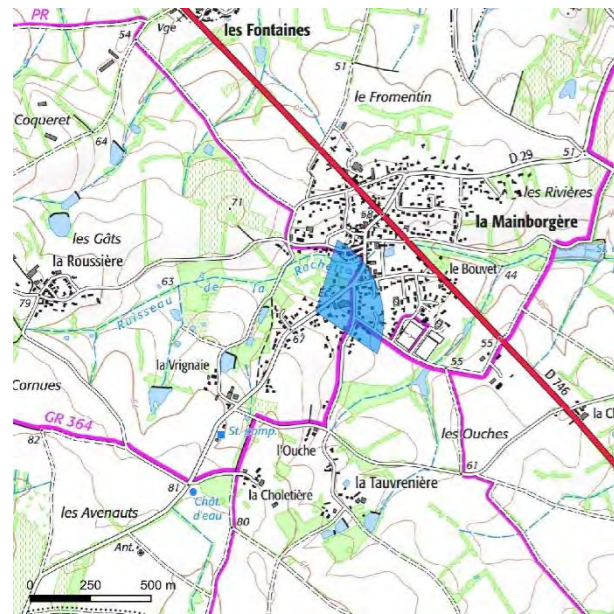 PR
Vge
les Fontaines
54
51
Coqueret
le Fromentin
64
D 29
51
les Rivières
71
68
la Mainborgère
les Gâts
la Roussière
63
le Bouvet
44
Ruisseau de la
79
67
la Vrignaie
55
55
D 746
Cornues
GR 364
St. pomp.
les Ouches
82
l'Ouche
61
81
la Choletière
la Tauvrenière
Chât.
d'eau
les Avenauts
80
Ant.
0 250 500 m